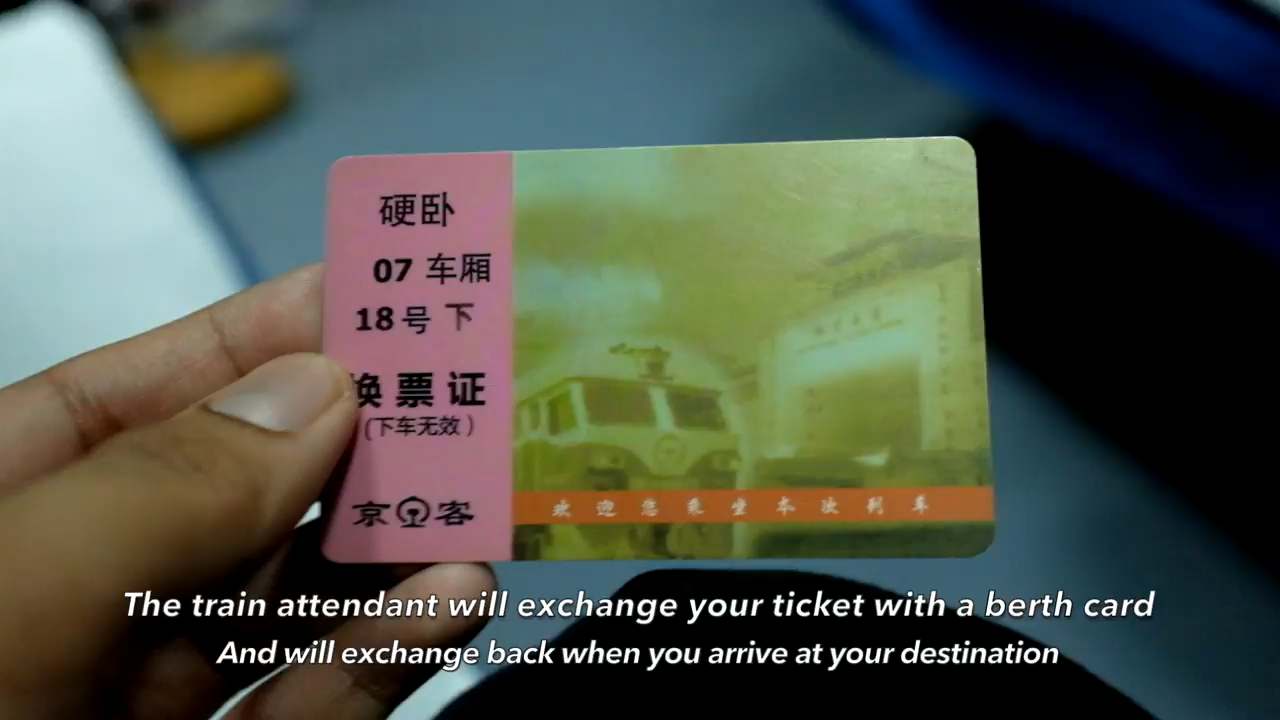 硬卧
07 车厢
18号 下
换票证
(下车无效)
京 客
欢迎您乘坐本次列车
The train attendant will exchange your ticket with a berth card
And will exchange back when you arrive at your destination